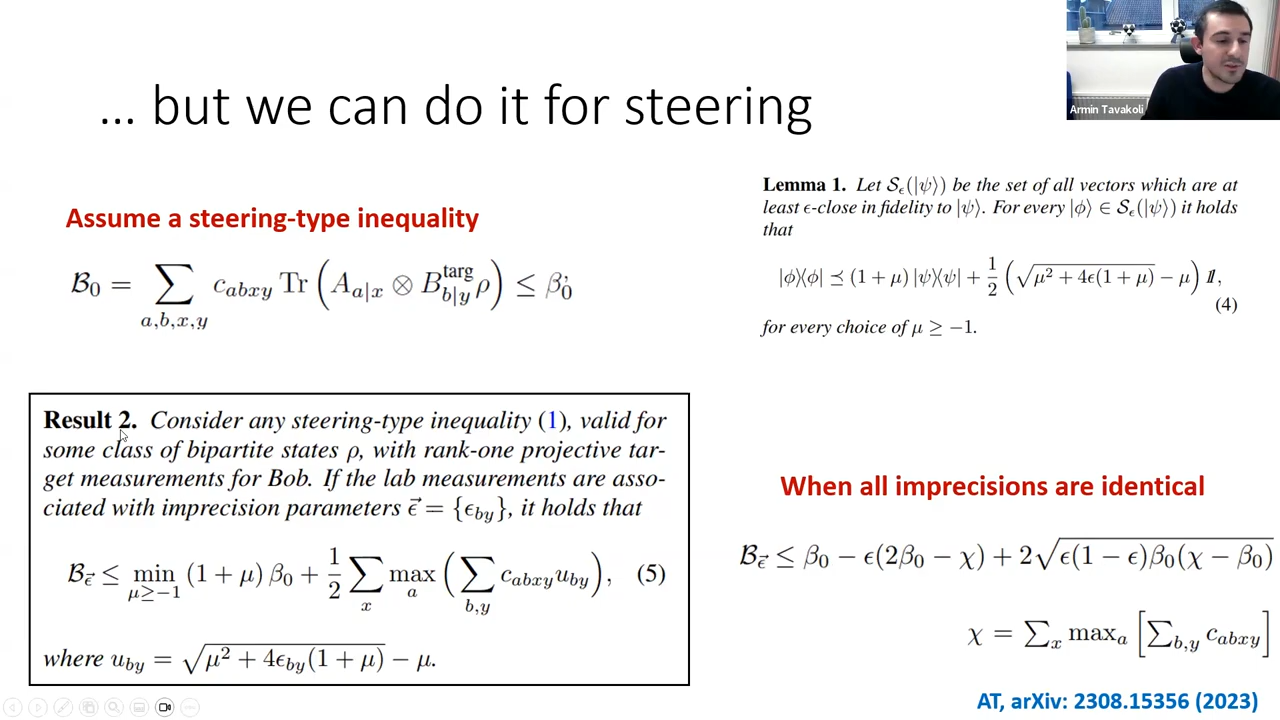 ... but we can do it for steering
Armin Tavakoli
Assume a steering-type inequality
𝓑₀ = ∑_{a,b,x,y} c_{abxy} Tr (A_{a|x} ⊗ B^{targ}_{b|y} ρ) ≤ β₀
Lemma 1. Let 𝒮_ϵ(|ψ⟩) be the set of all vectors which are at
least ϵ-close in fidelity to |ψ⟩. For every |ϕ⟩ ∈ 𝒮_ϵ(|ψ⟩) it holds
that
|ϕ⟩⟨ϕ| ⪯ (1 + μ) |ψ⟩⟨ψ| + 1/2 (√(μ² + 4ϵ(1 + μ)) − μ) 𝟙,
(4)
for every choice of μ ≥ −1.
Result 2. Consider any steering-type inequality (1), valid for
some class of bipartite states ρ, with rank-one projective tar-
get measurements for Bob. If the lab measurements are asso-
ciated with imprecision parameters ϵ⃗ = {ϵ_{by}}, it holds that
𝓑_ϵ⃗ ≤ min_{μ≥−1} (1 + μ) β₀ + 1/2 ∑_x max_a (∑_{b,y} c_{abxy}u_{by}), (5)
where u_{by} = √(μ² + 4ϵ_{by}(1 + μ)) − μ.
When all imprecisions are identical
𝓑_ϵ⃗ ≤ β₀ − ϵ(2β₀ − χ) + 2√(ϵ(1 − ϵ)β₀(χ − β₀))
χ = ∑_x max_a [∑_{b,y} c_{abxy}]
AT, arXiv: 2308.15356 (2023)